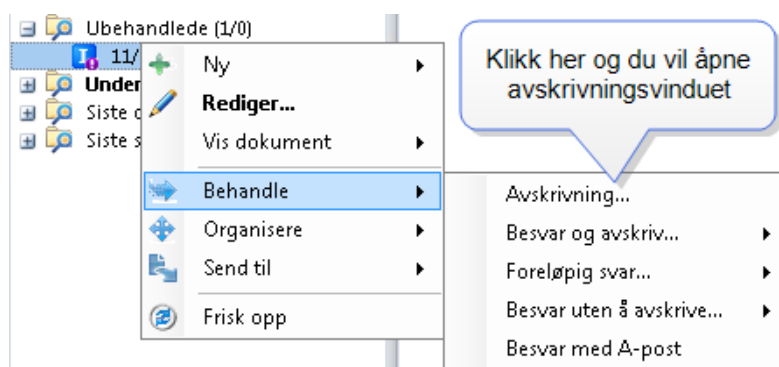 Ubehandlede (1/0)
11/
Under
Siste
Siste
Ny
Rediger...
Vis dokument
Behandle
Organisere
Send til
Frisk opp
Klikk her og du vil åpne
avskrivningsvinduet
Avskrivning...
Besvar og avskriv...
Foreløpig svar...
Besvar uten å avskrive...
Besvar med A-post